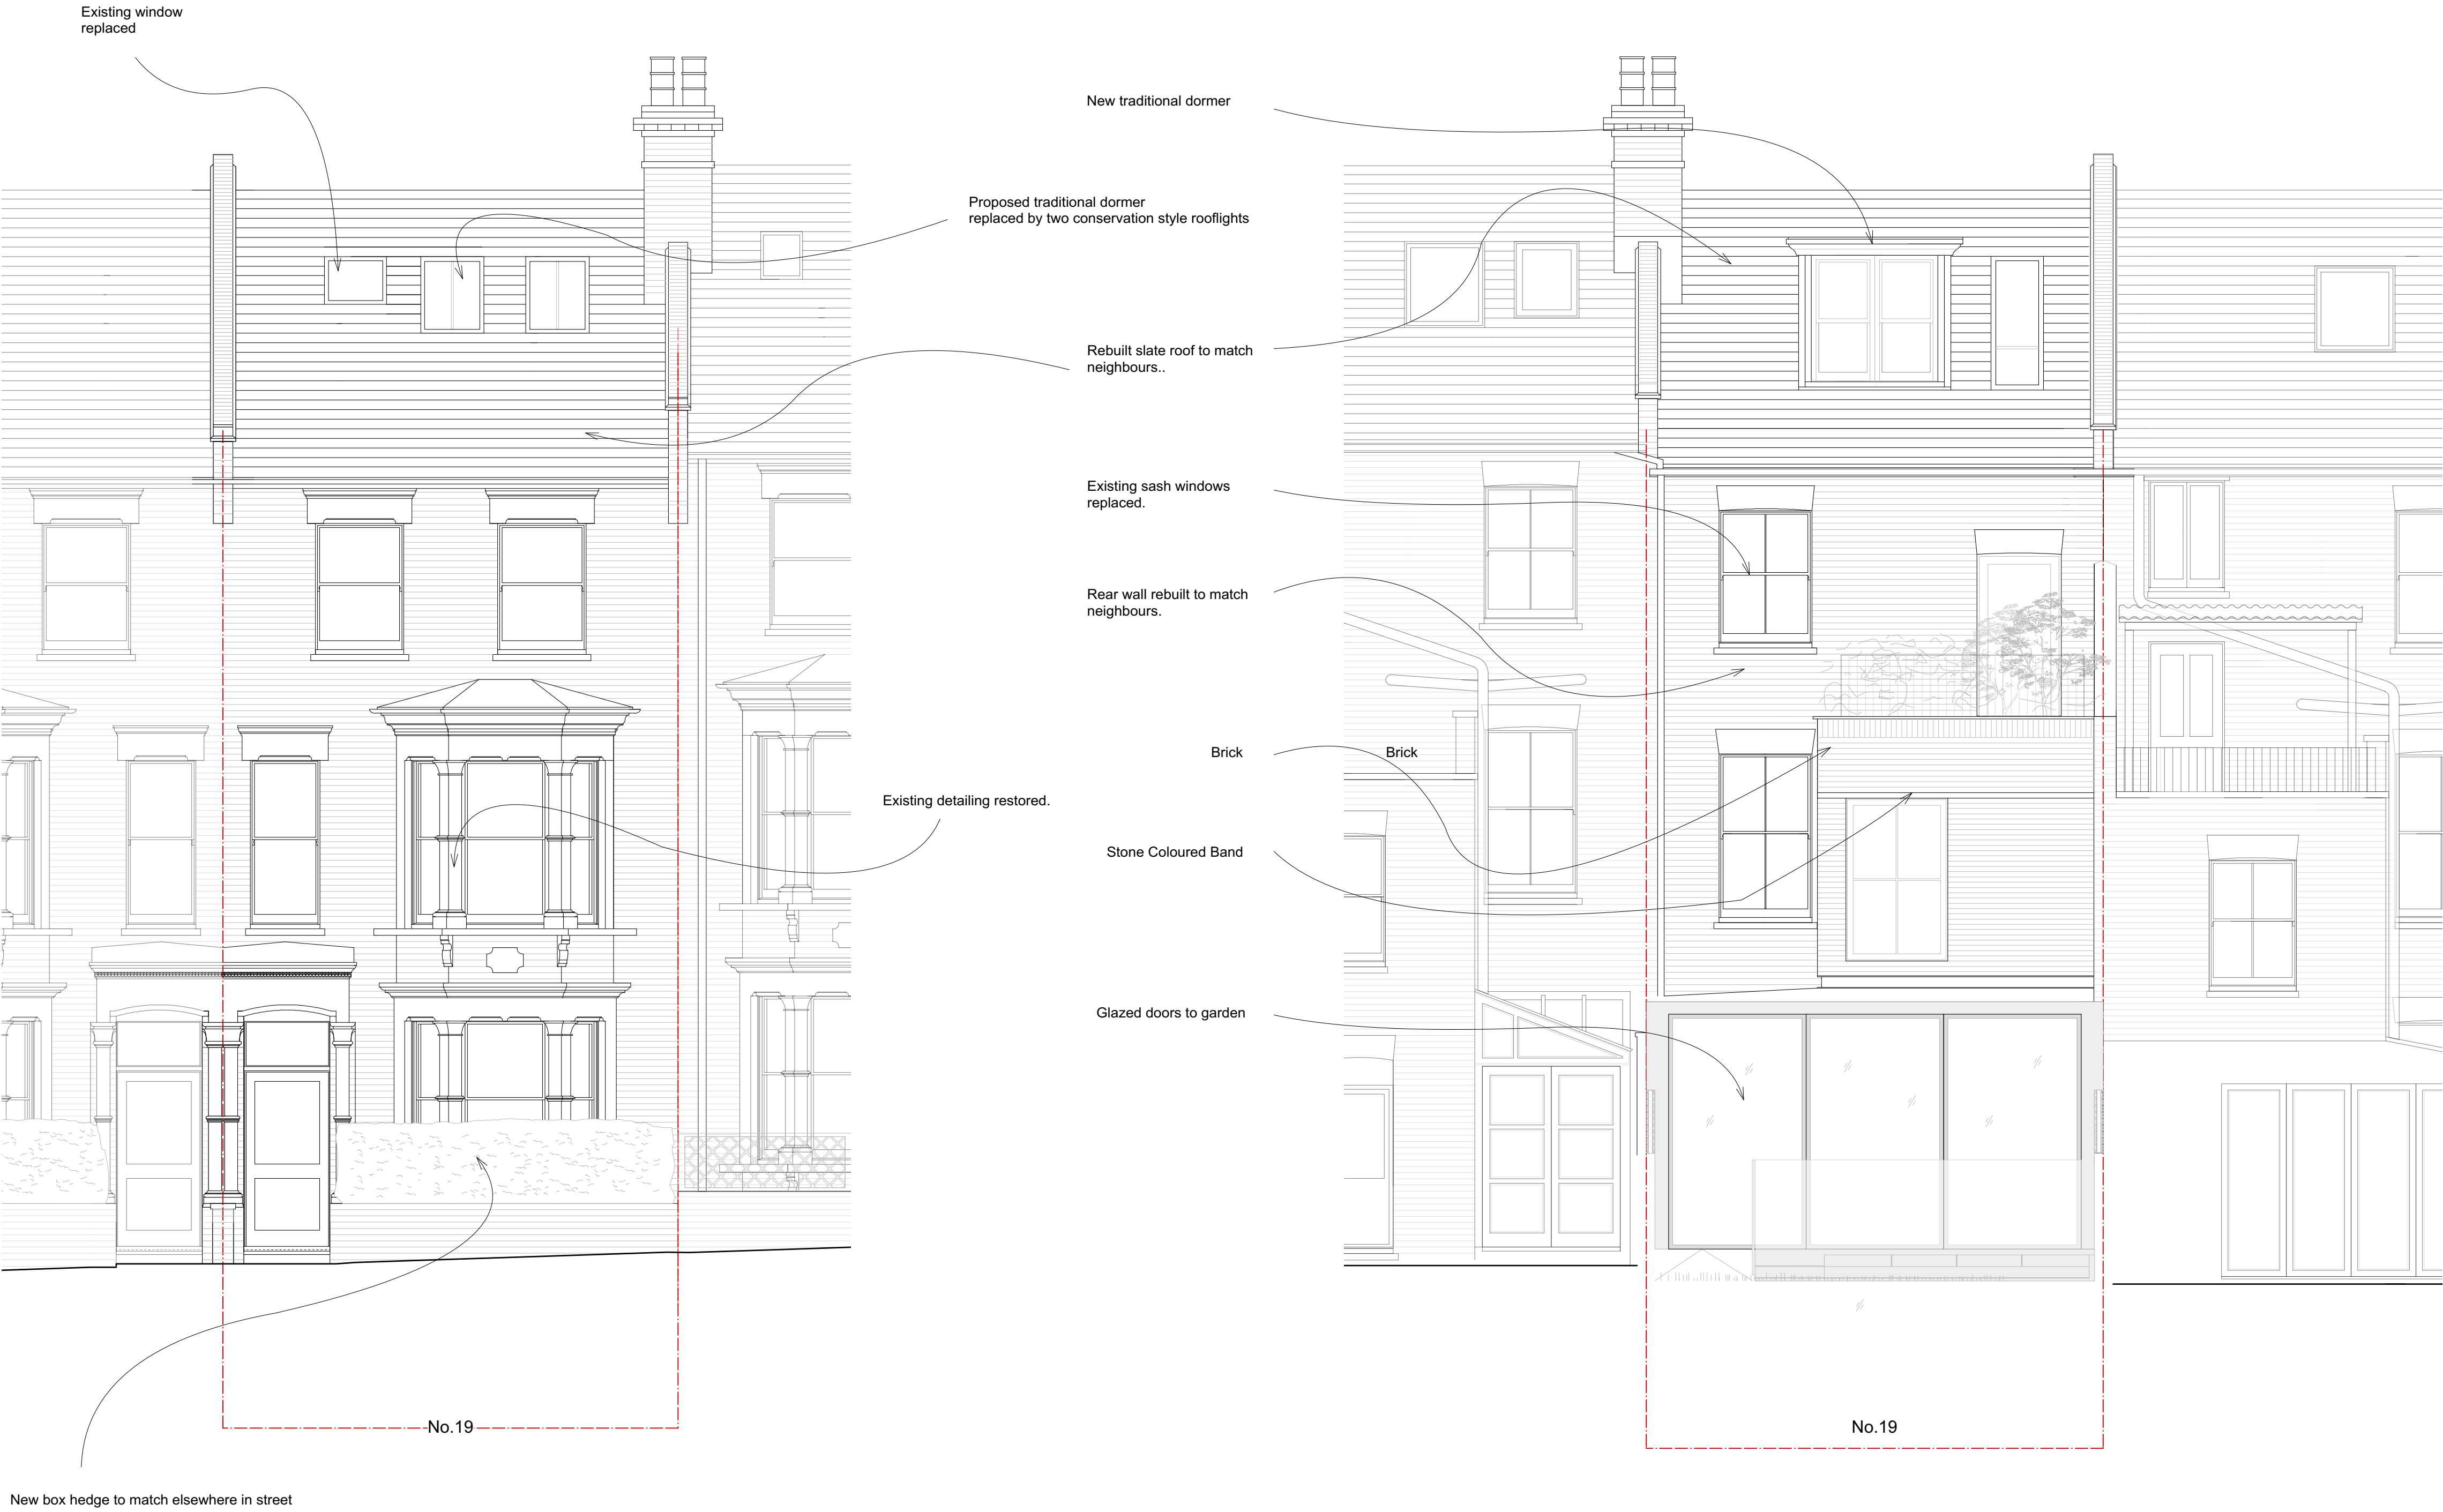 Existing window
replaced
New traditional dormer
Proposed traditional dormer
replaced by two conservation style rooflights
Rebuilt slate roof to match
neighbours..
Existing sash windows
replaced.
Rear wall rebuilt to match
neighbours.
Brick
Brick
Existing detailing restored.
Stone Coloured Band
Glazed doors to garden
No.19
No.19
New box hedge to match elsewhere in street